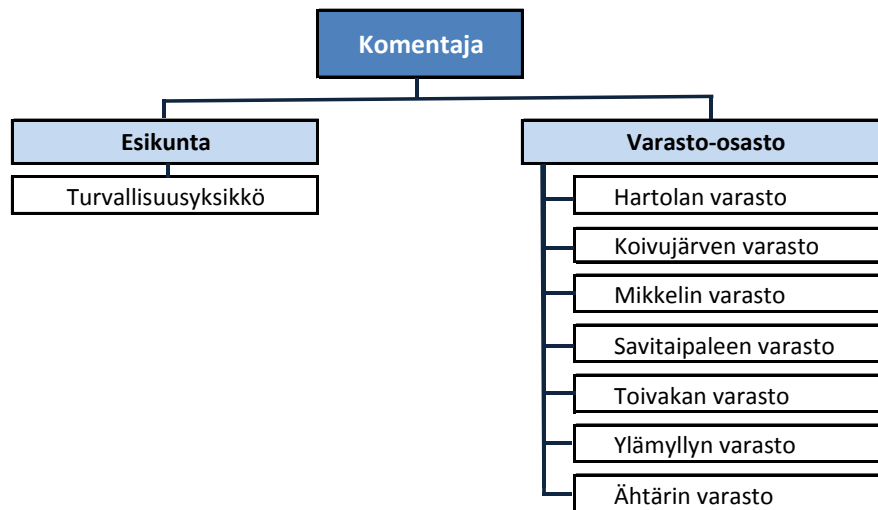 Komentaja
Esikunta
Turvallisuusyksikkö
Varasto-osasto
Hartolan varasto
Koivujärven varasto
Mikkelin varasto
Savitaipaleen varasto
Toivakan varasto
Ylämyllyn varasto
Ähtärin varasto